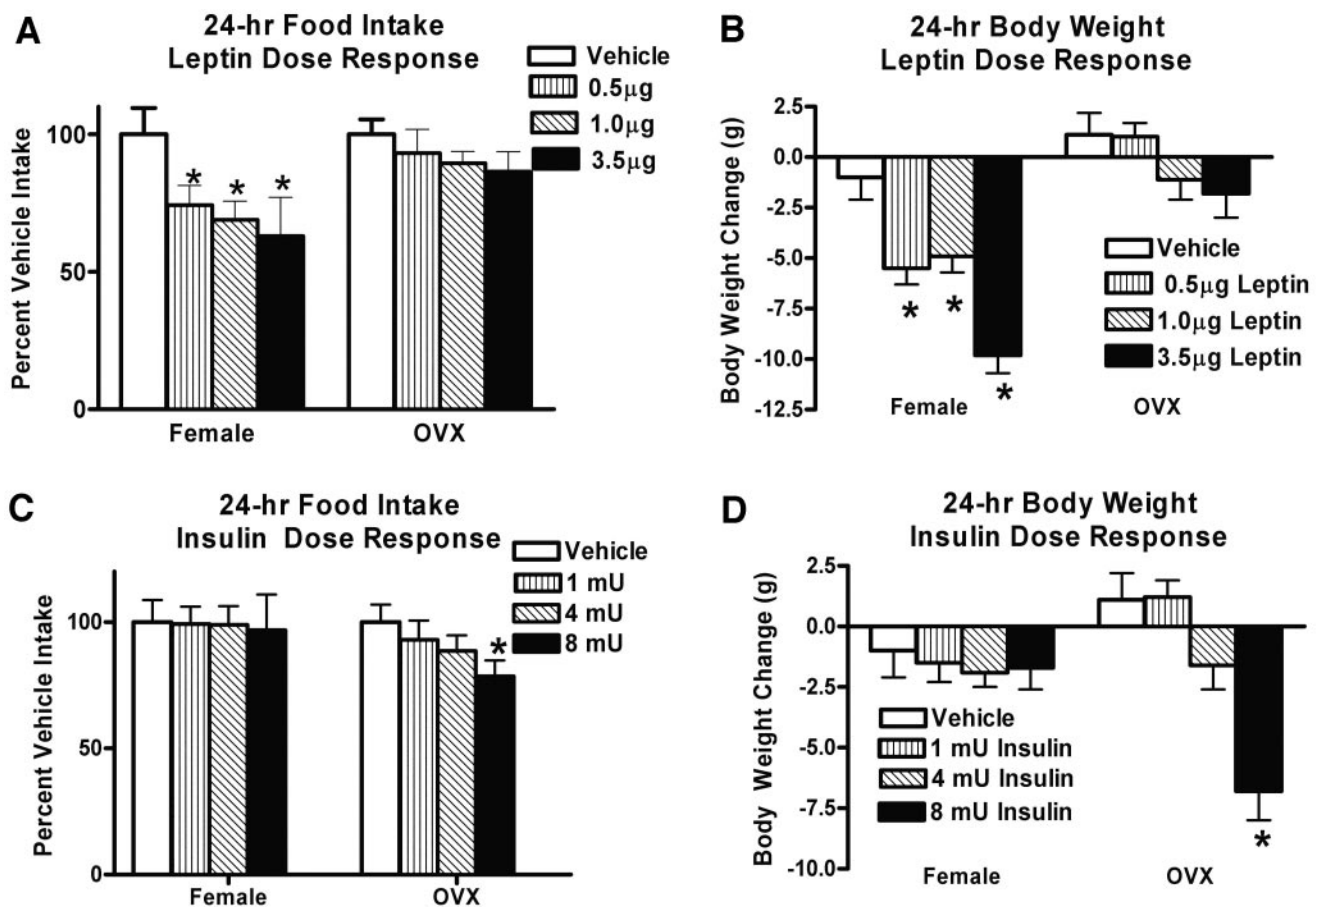 A
24-hr Food Intake
Leptin Dose Response
Vehicle
0.5μg
1.0μg
3.5μg
Percent Vehicle Intake
100
50
0
* * *
Female
OVX
B
24-hr Body Weight
Leptin Dose Response
Body Weight Change (g)
2.5
0.0
-2.5
-5.0
-7.5
-10.0
-12.5
* * *
Vehicle
0.5μg Leptin
1.0μg Leptin
3.5μg Leptin
Female
OVX
C
24-hr Food Intake
Insulin Dose Response
Vehicle
1 mU
4 mU
8 mU
Percent Vehicle Intake
100
50
0
*
Female
OVX
D
24-hr Body Weight
Insulin Dose Response
Body Weight Change (g)
2.5
0.0
-2.5
-5.0
-7.5
-10.0
Vehicle
1 mU Insulin
4 mU Insulin
8 mU Insulin
*
Female
OVX